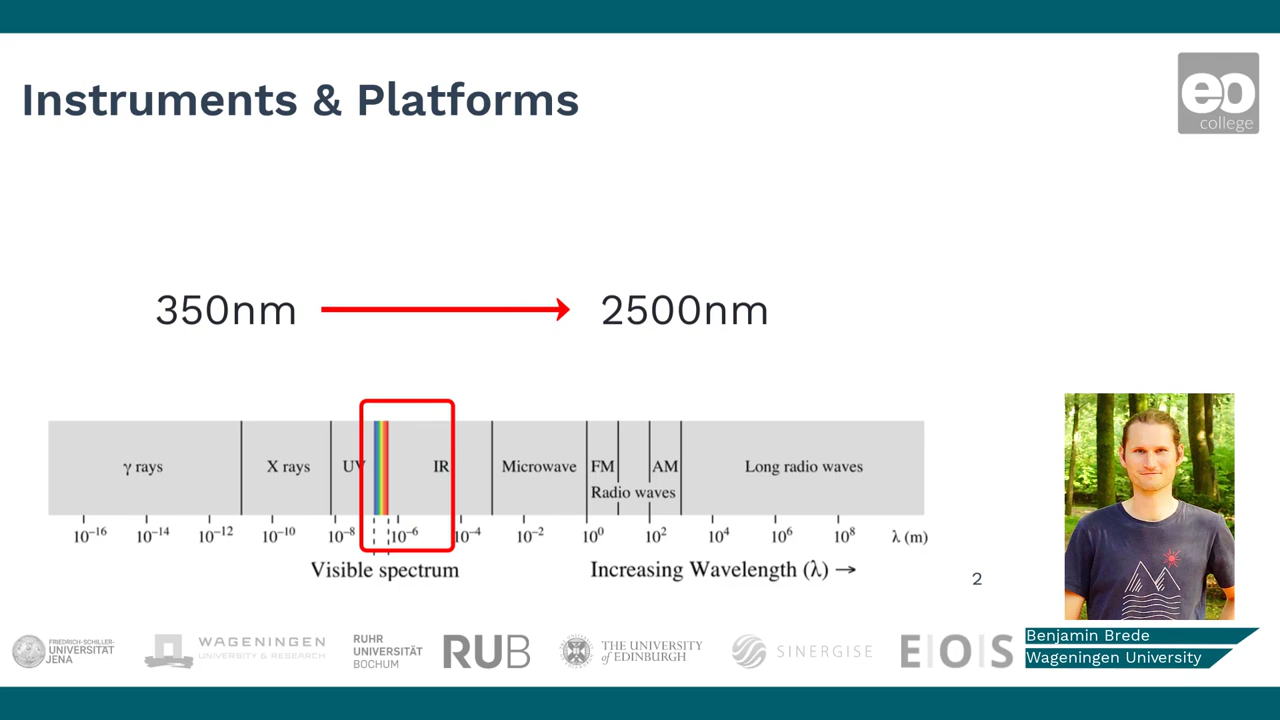 Instruments & Platforms
eo
college
350nm
2500nm
γ rays
X rays
UV
IR
Microwave
FM
AM
Long radio waves
Radio waves
10⁻¹⁶
10⁻¹⁴
10⁻¹²
10⁻¹⁰
10⁻⁸
10⁻⁶
10⁻⁴
10⁻²
10⁰
10²
10⁴
10⁶
10⁸
λ (m)
Visible spectrum
Increasing Wavelength (λ) →
2
FRIEDRICH-SCHILLER-
UNIVERSITÄT
JENA
WAGENINGEN
UNIVERSITY & RESEARCH
RUHR
UNIVERSITÄT
BOCHUM
RUB
THE UNIVERSITY
of EDINBURGH
SINERGISE
E|O|S
Benjamin Brede
Wageningen University